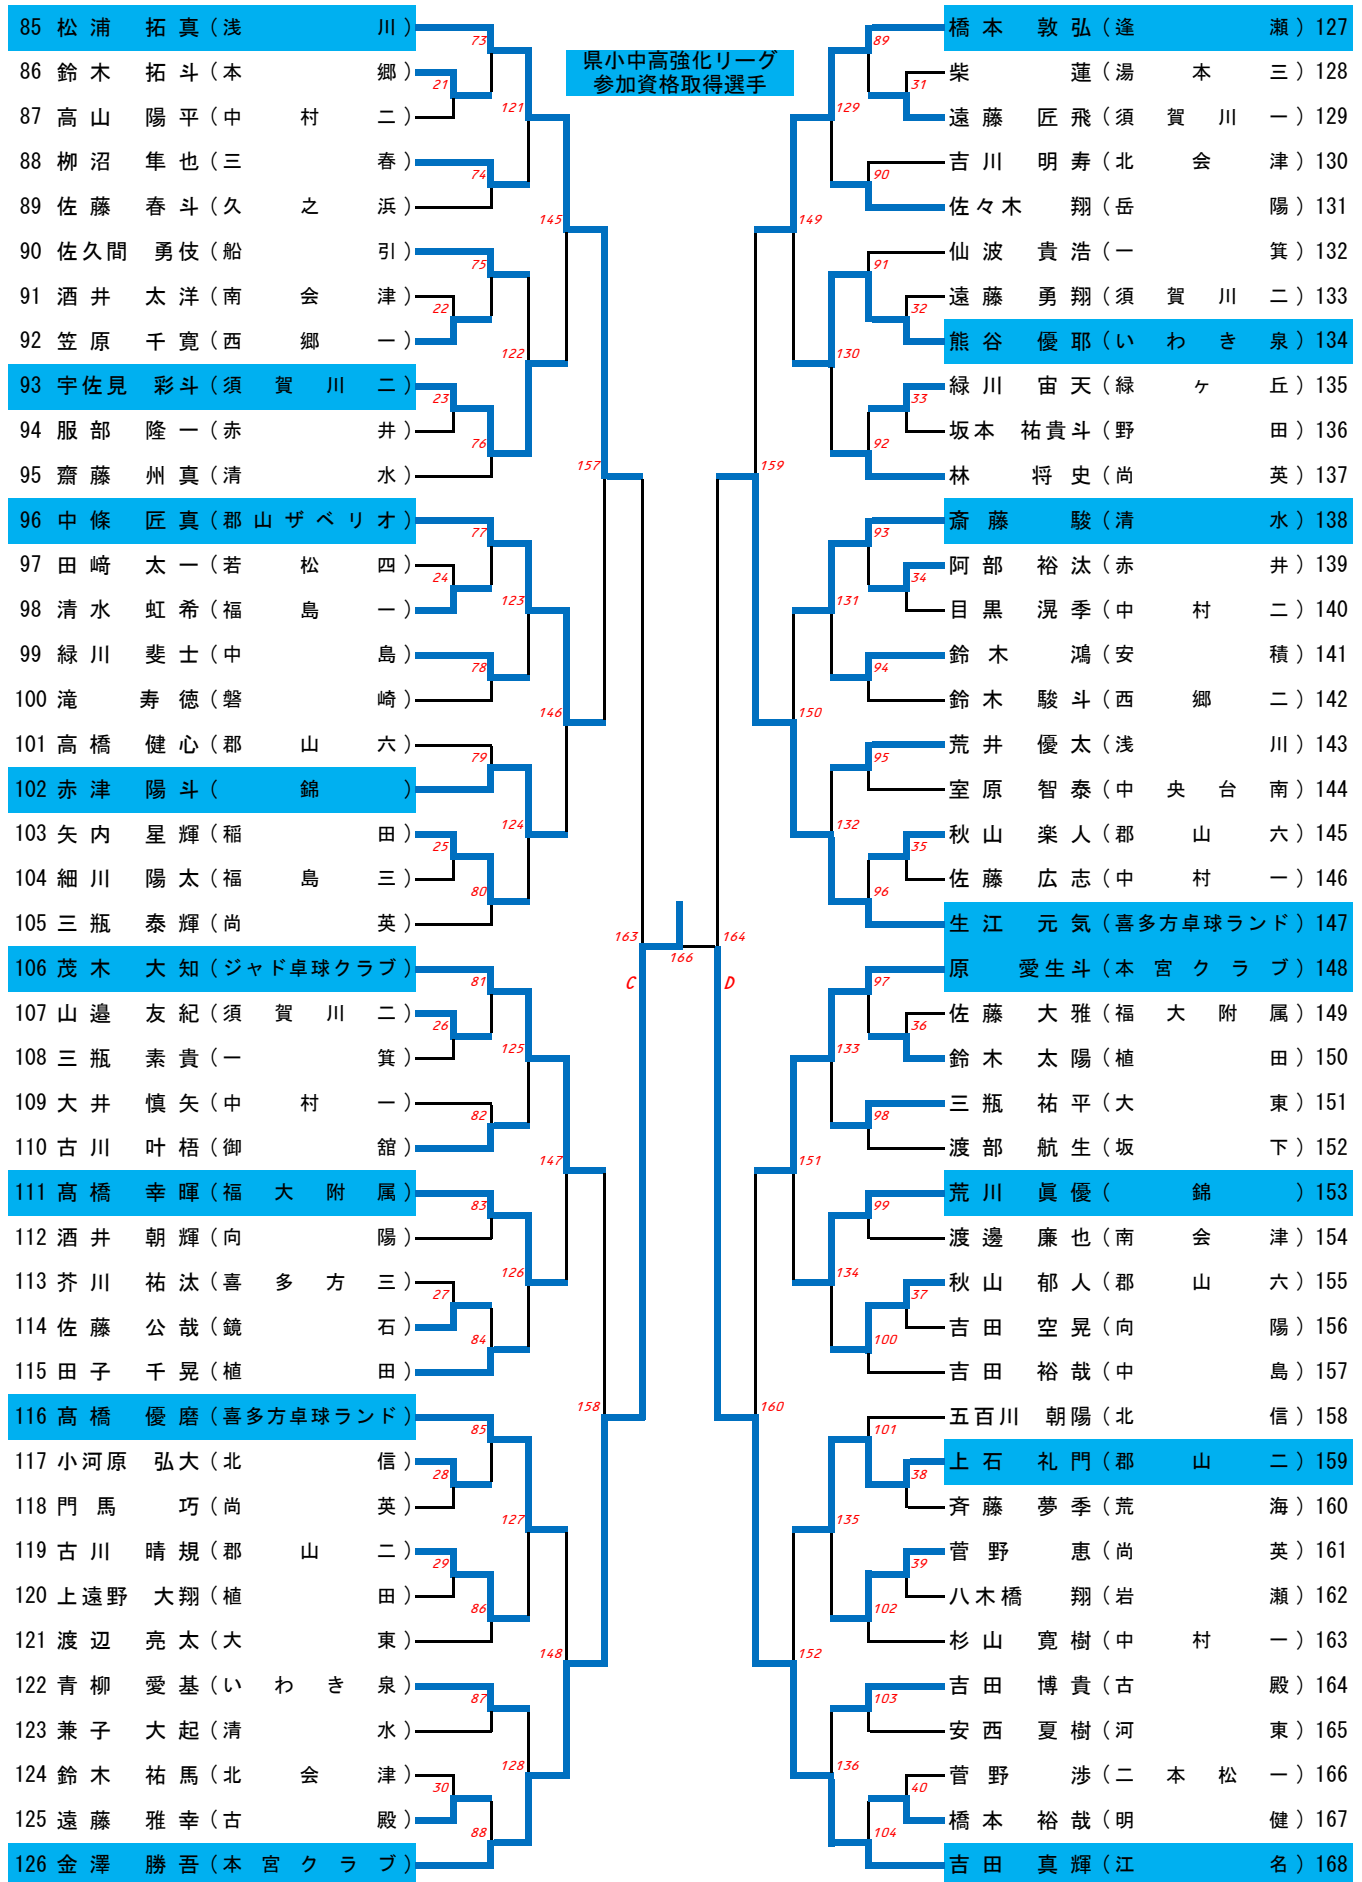 県小中高強化リーグ
参加資格取得選手
85 松浦 拓真 (浅川)
86 鈴木 拓斗 (本郷)
87 高山 陽平 (中村二)
88 栁沼 隼也 (三春)
89 佐藤 春斗 (久之浜)
90 佐久間 勇伎 (船引)
91 酒井 太洋 (南会津)
92 笠原 千寛 (西郷一)
93 宇佐見 彩斗 (須賀川二)
94 服部 隆一 (赤井)
95 齋藤 州真 (清水)
96 中條 匠真 (郡山ザベリオ)
97 田﨑 太一 (若松四)
98 清水 虹希 (福島一)
99 緑川 斐士 (中島)
100 滝 寿徳 (磐崎)
101 高橋 健心 (郡山六)
102 赤津 陽斗 (錦)
103 矢内 星輝 (稲田)
104 細川 陽太 (福島三)
105 三瓶 泰輝 (尚英)
106 茂木 大知 (ジャド卓球クラブ)
107 山邉 友紀 (須賀川二)
108 三瓶 素貴 (一箕)
109 大井 慎矢 (中村一)
110 古川 叶梧 (御舘)
111 髙橋 幸暉 (福大附属)
112 酒井 朝輝 (向陽)
113 芥川 祐汰 (喜多方三)
114 佐藤 公哉 (鏡石)
115 田子 千晃 (植田)
116 髙橋 優磨 (喜多方卓球ランド)
117 小河原 弘大 (北信)
118 門馬 巧 (尚英)
119 古川 晴規 (郡山二)
120 上遠野 大翔 (植田)
121 渡辺 亮太 (大東)
122 青柳 愛基 (いわき泉)
123 兼子 大起 (清水)
124 鈴木 祐馬 (北会津)
125 遠藤 雅幸 (古殿)
126 金澤 勝吾 (本宮クラブ)
73
21
121
74
145
75
22
122
23
76
157
77
24
123
78
146
79
124
25
80
163
C
81
26
125
82
147
83
126
27
84
158
85
28
127
29
86
148
87
128
30
88
166
橋本 敦弘 (逢瀬) 127
柴 蓮 (湯本三) 128
遠藤 匠飛 (須賀川一) 129
吉川 明寿 (北会津) 130
佐々木 翔 (岳陽) 131
仙波 貴浩 (一箕) 132
遠藤 勇翔 (須賀川二) 133
熊谷 優耶 (いわき泉) 134
緑川 宙天 (緑ヶ丘) 135
坂本 祐貴斗 (野田) 136
林 将史 (尚英) 137
斎藤 駿 (清水) 138
阿部 裕汰 (赤井) 139
目黒 滉季 (中村二) 140
鈴木 鴻 (安積) 141
鈴木 駿斗 (西郷二) 142
荒井 優太 (浅川) 143
室原 智泰 (中央台南) 144
秋山 楽人 (郡山六) 145
佐藤 広志 (中村一) 146
生江 元気 (喜多方卓球ランド) 147
原 愛生斗 (本宮クラブ) 148
佐藤 大雅 (福大附属) 149
鈴木 太陽 (植田) 150
三瓶 祐平 (大東) 151
渡部 航生 (坂下) 152
荒川 眞優 (錦) 153
渡邊 廉也 (南会津) 154
秋山 郁人 (郡山六) 155
吉田 空晃 (向陽) 156
吉田 裕哉 (中島) 157
五百川 朝陽 (北信) 158
上石 礼門 (郡山二) 159
斉藤 夢季 (荒海) 160
菅野 恵 (尚英) 161
八木橋 翔 (岩瀬) 162
杉山 寛樹 (中村一) 163
吉田 博貴 (古殿) 164
安西 夏樹 (河東) 165
菅野 渉 (二本松一) 166
橋本 裕哉 (明健) 167
吉田 真輝 (江名) 168
89
31
129
90
149
91
32
130
33
92
159
93
34
131
94
150
95
132
35
96
164
D
97
36
133
98
151
99
134
37
100
160
101
38
135
39
102
152
103
136
40
104